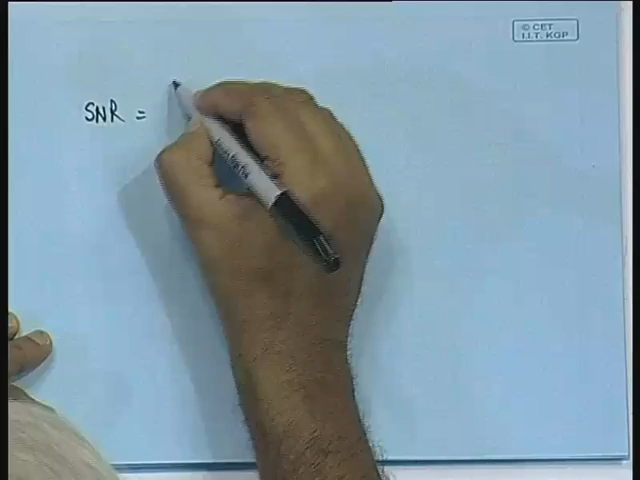 © CET
I.I.T. KGP
SNR =